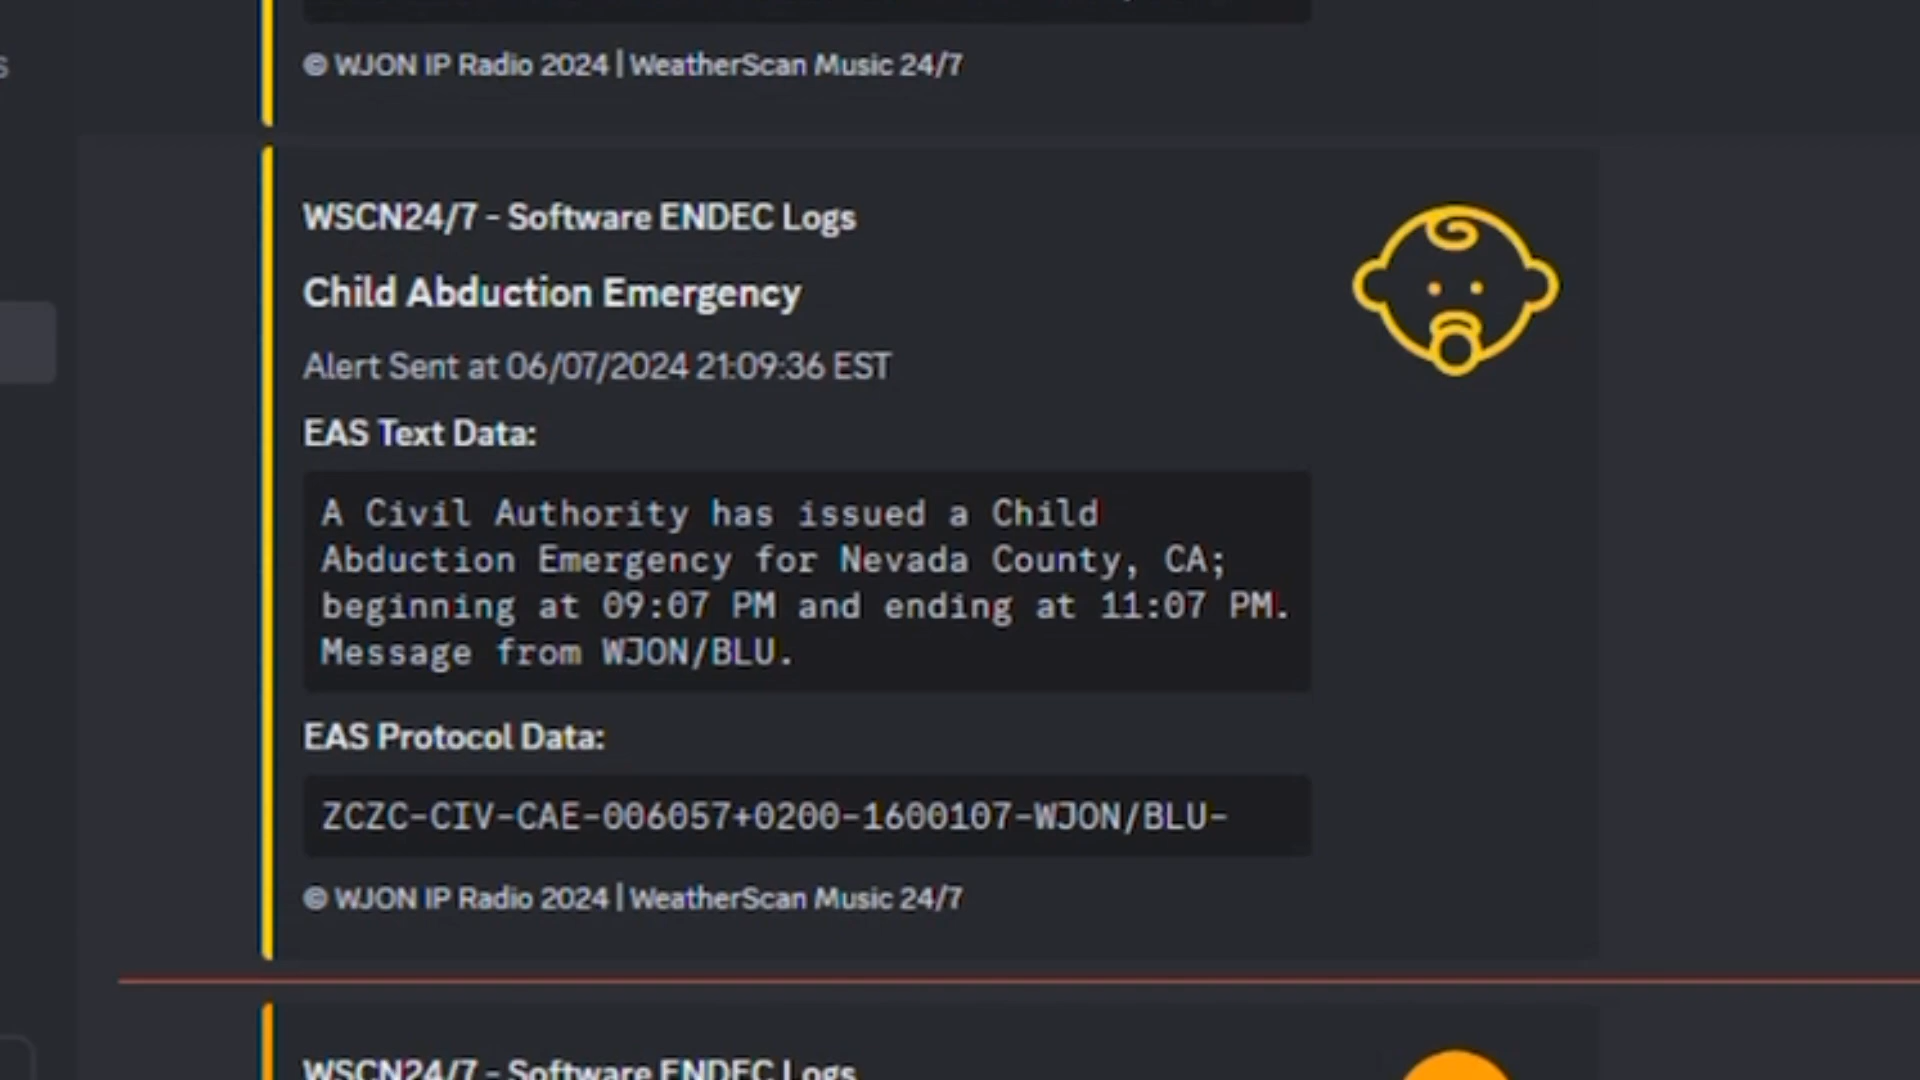 © WJON IP Radio 2024 | WeatherScan Music 24/7
WSCN24/7 - Software ENDEC Logs
Child Abduction Emergency
Alert Sent at 06/07/2024 21:09:36 EST
EAS Text Data:
A Civil Authority has issued a Child
Abduction Emergency for Nevada County, CA;
beginning at 09:07 PM and ending at 11:07 PM.
Message from WJON/BLU.
EAS Protocol Data:
ZCZC-CIV-CAE-006057+0200-1600107-WJON/BLU-
© WJON IP Radio 2024 | WeatherScan Music 24/7
WSCN24/7 - Software ENDEC Logs